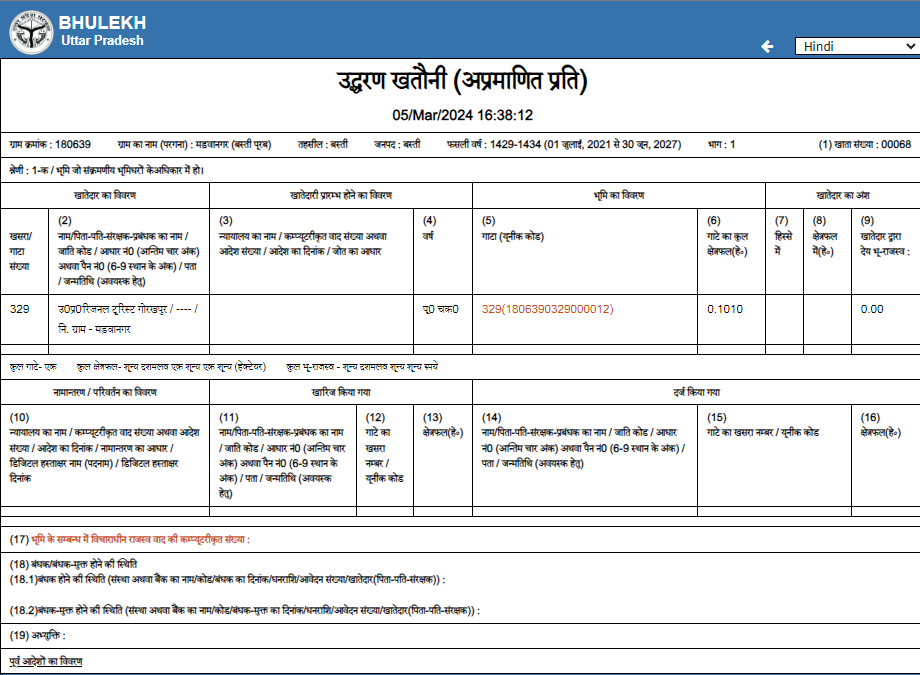 BHULEKH
Uttar Pradesh
Hindi
उद्धरण खतौनी (अप्रमाणित प्रति)
05/Mar/2024 16:38:12
ग्राम क्रमांक : 180639 ग्राम का नाम (परगना) : मडवानगर (बस्ती पूरब) तहसील : बस्ती जनपद : बस्ती फसली वर्ष : 1429-1434 (01 जुलाई, 2021 से 30 जून, 2027) भाग : 1 (1) खाता संख्या : 00068
श्रेणी : 1-क / भूमि जो संक्रमणीय भूमिधरों केअधिकार में हो।
खातेदार का विवरण खातेदारी प्रारम्भ होने का विवरण भूमि का विवरण खातेदार का अंश
खसरा/
गाटा
संख्या
(2)
नाम/पिता-पति-संरक्षक-प्रबंधक का नाम /
जाति कोड / आधार नं0 (अन्तिम चार अंक)
अथवा पैन नं0 (6-9 स्थान के अंक) / पता
/ जन्मतिथि (अवयस्क हेतु)
(3)
न्यायालय का नाम / कम्प्यूटरीकृत वाद संख्या अथवा
आदेश संख्या / आदेश का दिनांक / जोत का आधार
(4)
वर्ष
(5)
गाटा (यूनीक कोड)
(6)
गाटे का कुल
क्षेत्रफल(हे०)
(7)
हिस्से
में
(8)
क्षेत्रफल
में(हे०)
(9)
खातेदार द्वारा
देय भू-राजस्व :
329
उ0प्र0रिजनल टूरिस्ट गोरखपुर / ---- /
नि. ग्राम - मडवानगर
पू0 चक0
329(1806390329000012)
0.1010
0.00
कुल गाटे- एक कुल क्षेत्रफल- शून्य दशमलव एक शून्य एक शून्य (हेक्टेयर) कुल भू-राजस्व - शून्य दशमलव शून्य शून्य रुपये
नामान्तरण / परिवर्तन का विवरण खारिज किया गया दर्ज किया गया
(10)
न्यायालय का नाम / कम्प्यूटरीकृत वाद संख्या अथवा आदेश
संख्या / आदेश का दिनांक / नामान्तरण का आधार /
डिजिटल हस्ताक्षर नाम (पदनाम) / डिजिटल हस्ताक्षर
दिनांक
(11)
नाम/पिता-पति-संरक्षक-प्रबंधक का नाम
/ जाति कोड / आधार नं0 (अन्तिम चार
अंक) अथवा पैन नं0 (6-9 स्थान के
अंक) / पता / जन्मतिथि (अवयस्क
हेतु)
(12)
गाटे का
खसरा
नम्बर /
यूनीक कोड
(13)
क्षेत्रफल(हे०)
(14)
नाम/पिता-पति-संरक्षक-प्रबंधक का नाम / जाति कोड / आधार
नं0 (अन्तिम चार अंक) अथवा पैन नं0 (6-9 स्थान के अंक) /
पता / जन्मतिथि (अवयस्क हेतु)
(15)
गाटे का खसरा नम्बर / यूनीक कोड
(16)
क्षेत्रफल(हे०)
(17) भूमि के सम्बन्ध में विचाराधीन राजस्व वाद की कम्प्यूटरीकृत संख्या :
(18) बंधक/बंधक-मुक्त होने की स्थिति
(18.1)बंधक होने की स्थिति (संस्था अथवा बैंक का नाम/कोड/बंधक का दिनांक/धनराशि/आवेदन संख्या/खातेदार(पिता-पति-संरक्षक)) :
(18.2)बंधक-मुक्त होने की स्थिति (संस्था अथवा बैंक का नाम/कोड/बंधक-मुक्त का दिनांक/धनराशि/आवेदन संख्या/खातेदार(पिता-पति-संरक्षक)) :
(19) अभ्युक्ति :
पूर्व आदेशों का विवरण